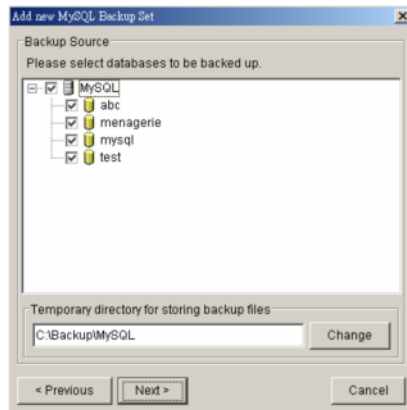 Add new MySQL Backup Set
Backup Source
Please select databases to be backed up.
MySQL
abc
menagerie
mysql
test
Temporary directory for storing backup files
C:\Backup\MySQL
Change
< Previous
Next >
Cancel